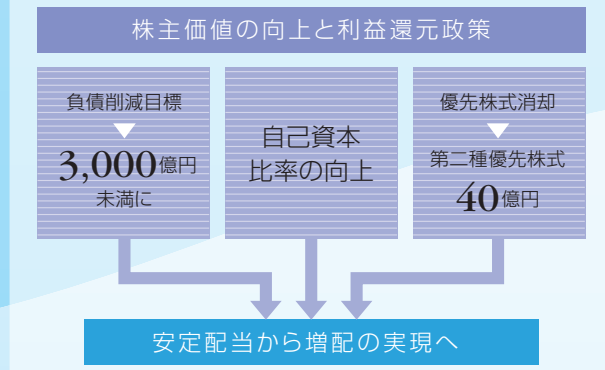 株主価値の向上と利益還元政策
負債削減目標
3,000億円
未満に
自己資本
比率の向上
優先株式消却
第二種優先株式
40億円
安定配当から増配の実現へ